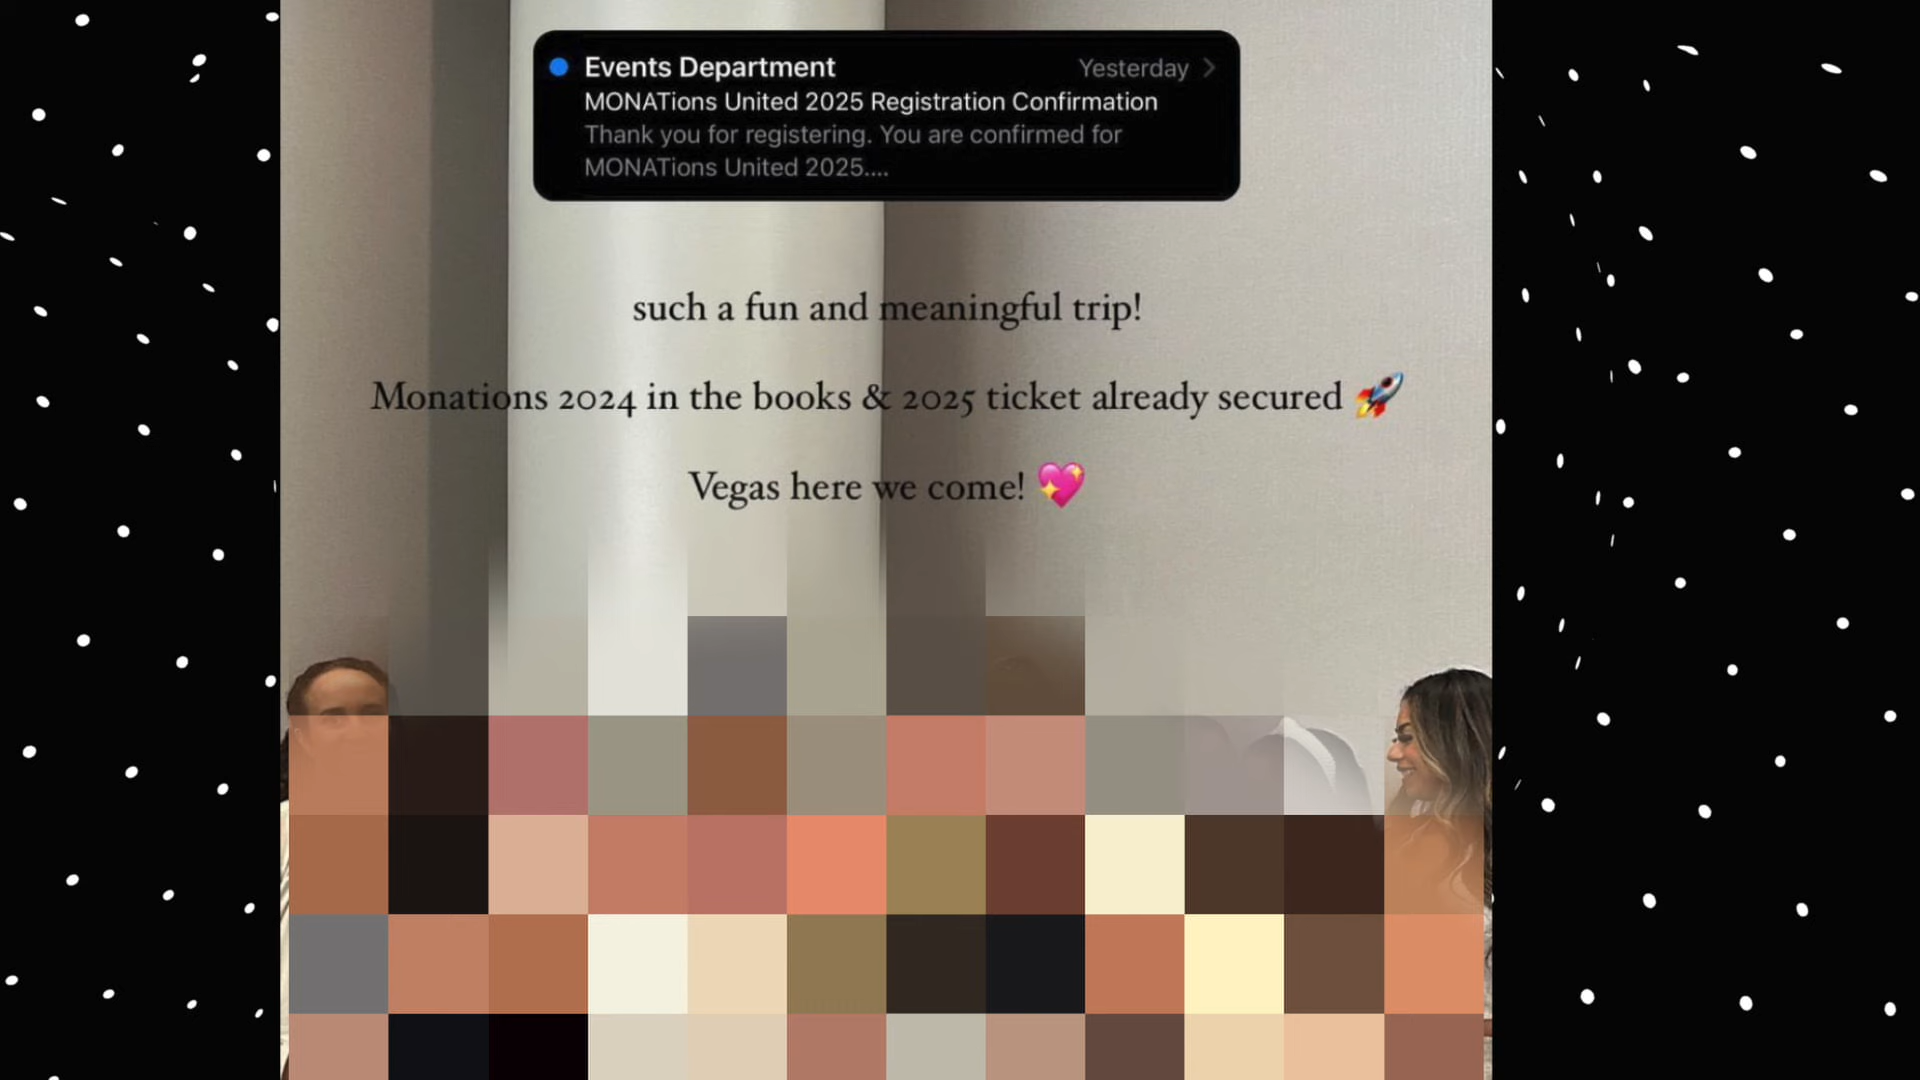 Events Department
Yesterday
MONATions United 2025 Registration Confirmation
Thank you for registering. You are confirmed for
MONATions United 2025....
such a fun and meaningful trip!
Monations 2024 in the books & 2025 ticket already secured 🚀
Vegas here we come! 💖